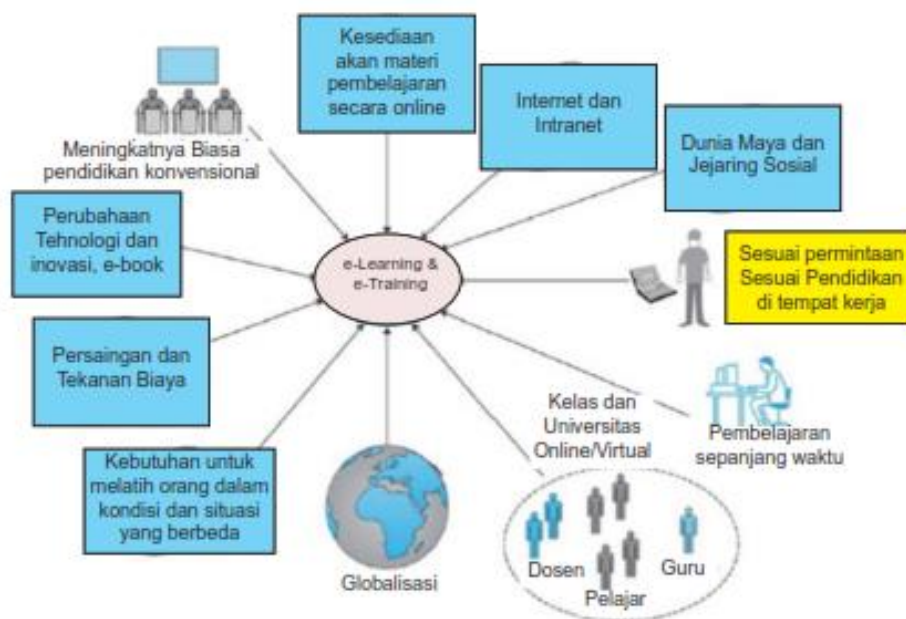 Kesediaan
akan materi
pembelajaran
secara online
Internet dan
Intranet
Dunia Maya dan
Jejaring Sosial
Meningkatnya Biasa
pendidikan konvensional
Perubahaan
Tehnologi dan
inovasi, e-book
e-Learning &
e-Training
Sesuai permintaan
Sesuai Pendidikan
di tempat kerja
Persaingan dan
Tekanan Biaya
Kelas dan
Universitas
Online/Virtual
Pembelajaran
sepanjang waktu
Kebutuhan untuk
melatih orang dalam
kondisi dan situasi
yang berbeda
Globalisasi
Dosen
Guru
Pelajar